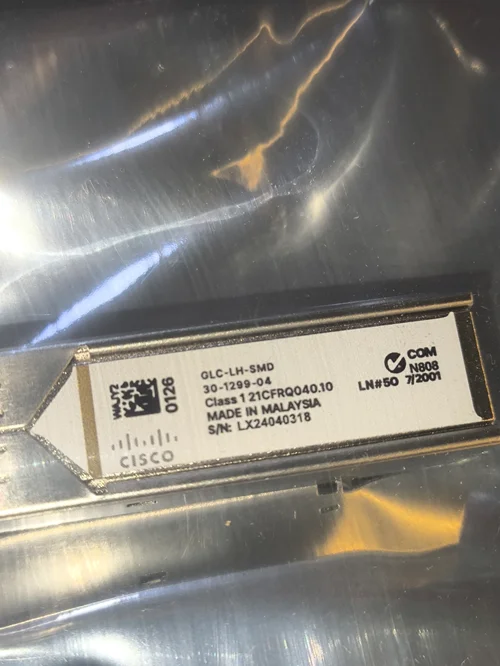 GLC-LH-SMD
30-1299-04
Class 1 21CFRQ040.10
MADE IN MALAYSIA
S/N: LX24040318
COM
N808
LN#50 7/2001
0126
CISCO